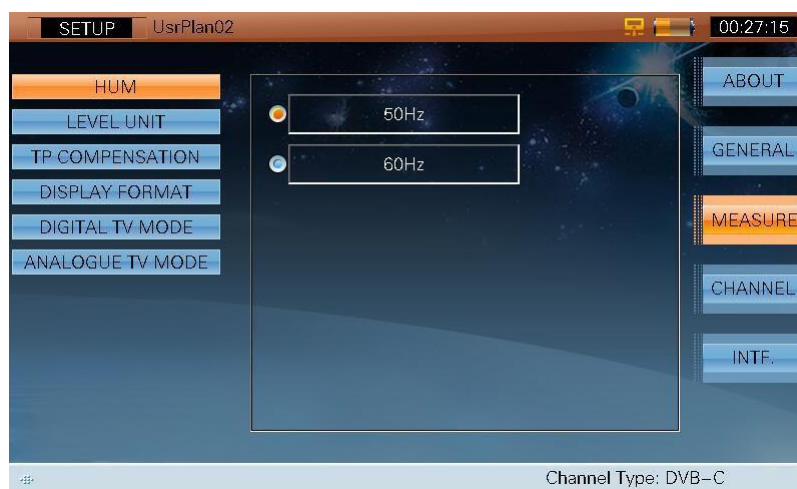 SETUP UsrPlan02 00:27:15
HUM
LEVEL UNIT
TP COMPENSATION
DISPLAY FORMAT
DIGITAL TV MODE
ANALOGUE TV MODE
50Hz
60Hz
ABOUT
GENERAL
MEASURE
CHANNEL
INTF.
Channel Type: DVB-C